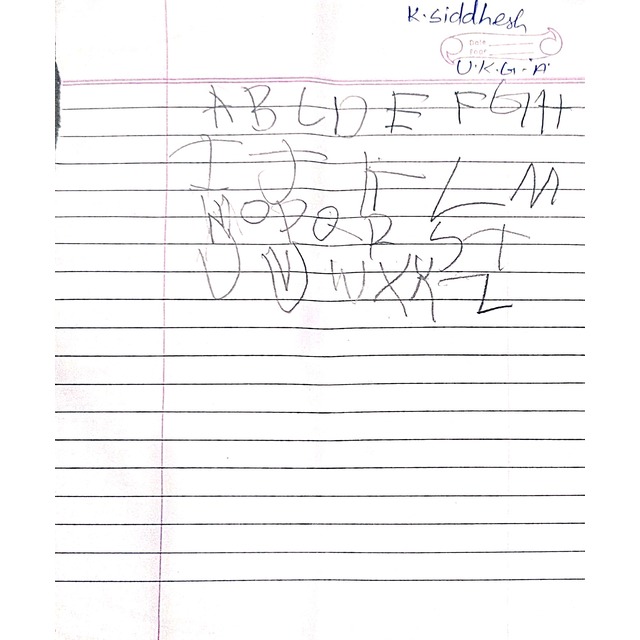 K. Siddhesh
Date
Page
U.K.G-'A'
A B C D E F G H
I J K L M
N O P Q R S T
U V W X Y Z